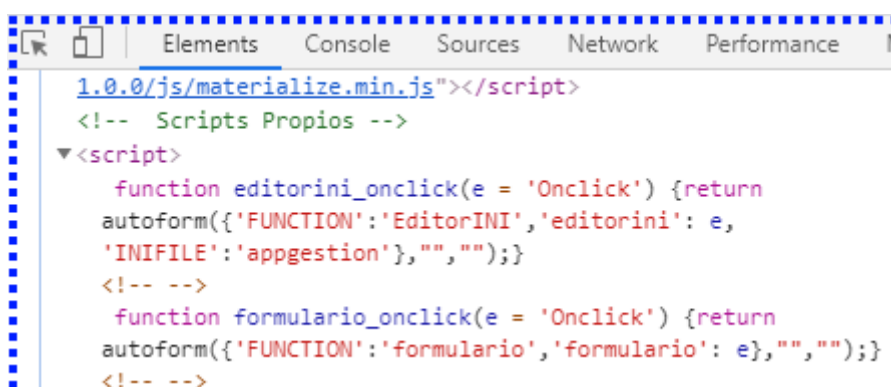 Elements Console Sources Network Performance
1.0.0/js/materialize.min.js"></script>
<!--  Scripts Propios -->
▼<script>
function editorini_onclick(e = 'Onclick') {return
autoform({'FUNCTION':'EditorINI','editorini': e,
'INIFILE':'appgestion'},"","");}
<!-- -->
function formulario_onclick(e = 'Onclick') {return
autoform({'FUNCTION':'formulario','formulario': e},"","");}
<!-- -->